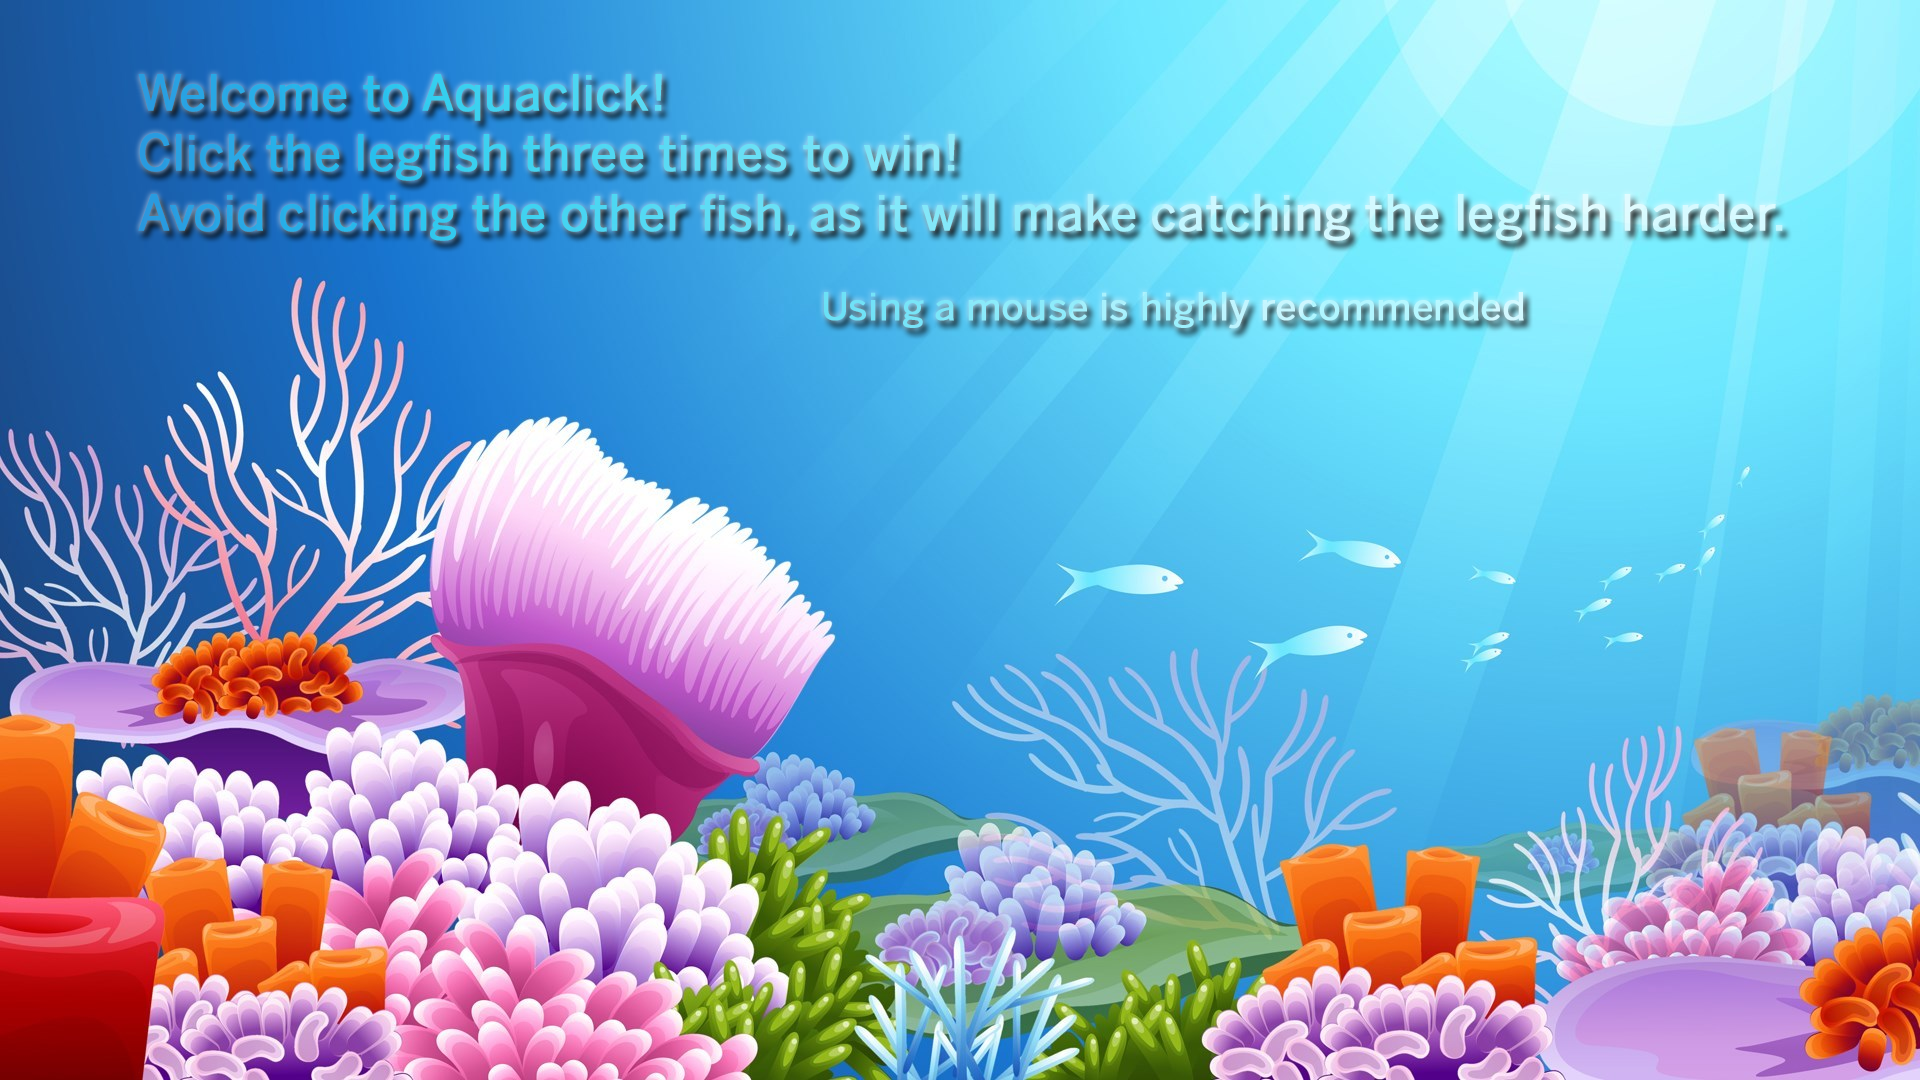 Welcome to Aquaclick!
Click the legfish three times to win!
Avoid clicking the other fish, as it will make catching the legfish harder.
Using a mouse is highly recommended